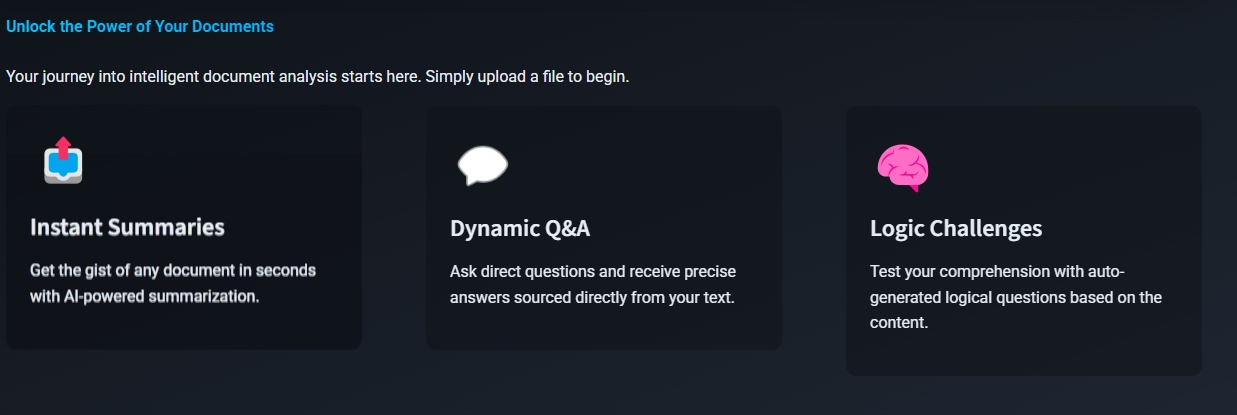 Unlock the Power of Your Documents
Your journey into intelligent document analysis starts here. Simply upload a file to begin.
Instant Summaries
Get the gist of any document in seconds
with AI-powered summarization.
Dynamic Q&A
Ask direct questions and receive precise
answers sourced directly from your text.
Logic Challenges
Test your comprehension with auto-
generated logical questions based on the
content.